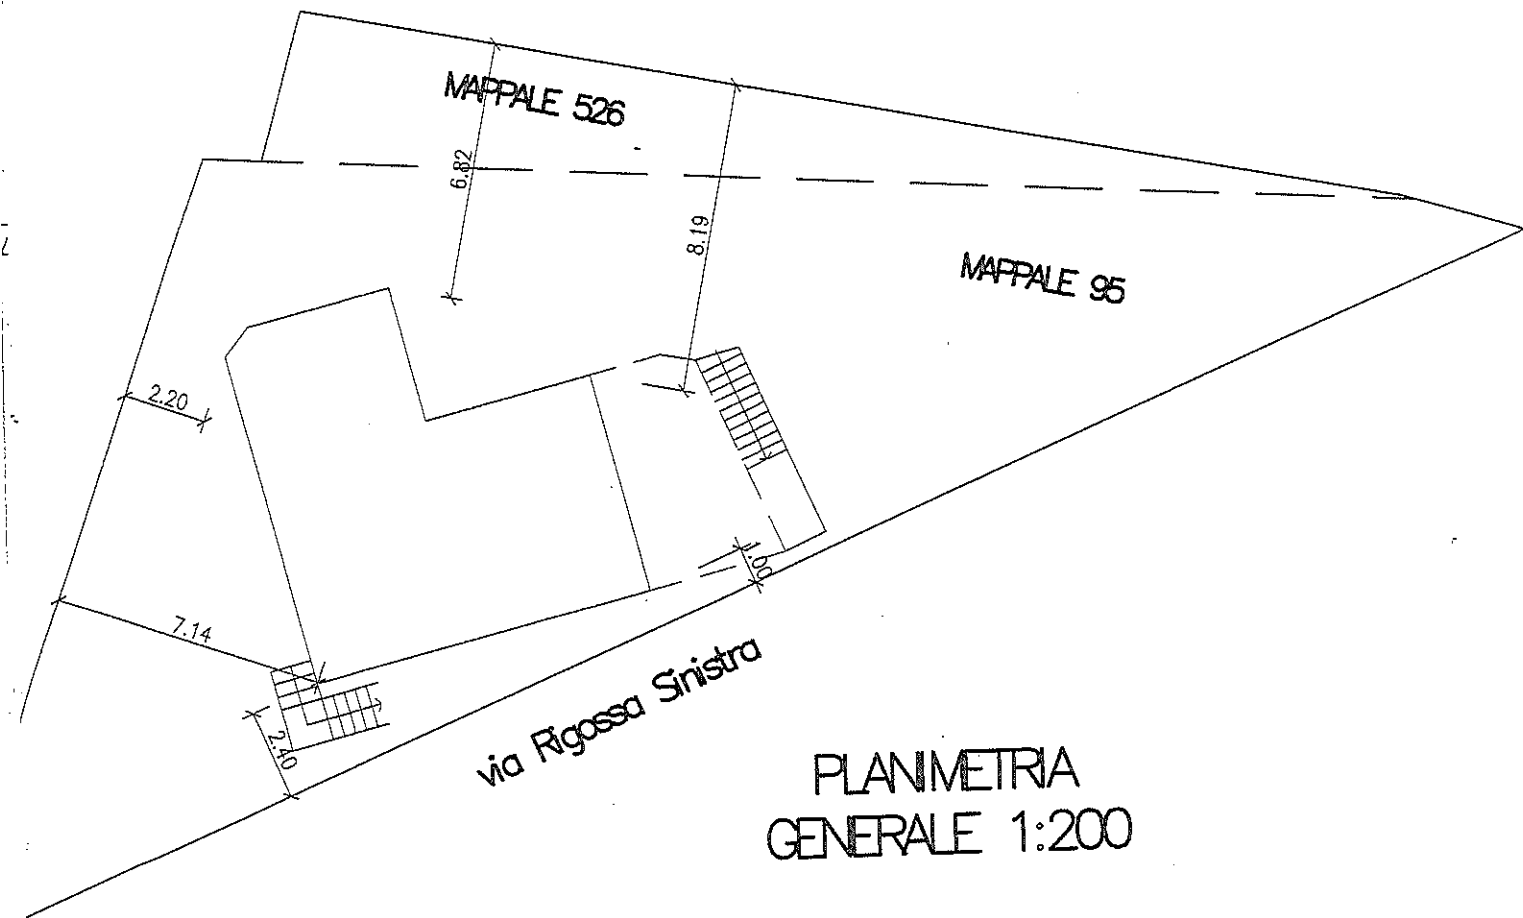 MAPPALE 526
6.82
8.19
MAPPALE 95
2.20
7.14
1.00
2.40
via Rigossa Sinistra
PLANIMETRIA
GENERALE 1:200